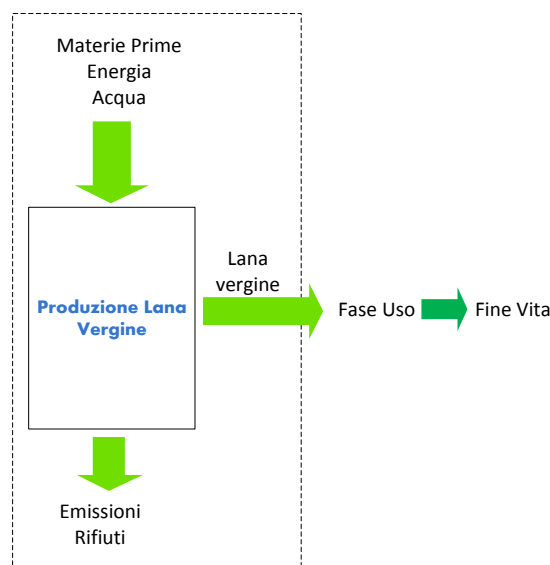 Materie Prime
Energia
Acqua
Lana
vergine
Produzione Lana
Vergine
Fase Uso
Fine Vita
Emissioni
Rifiuti